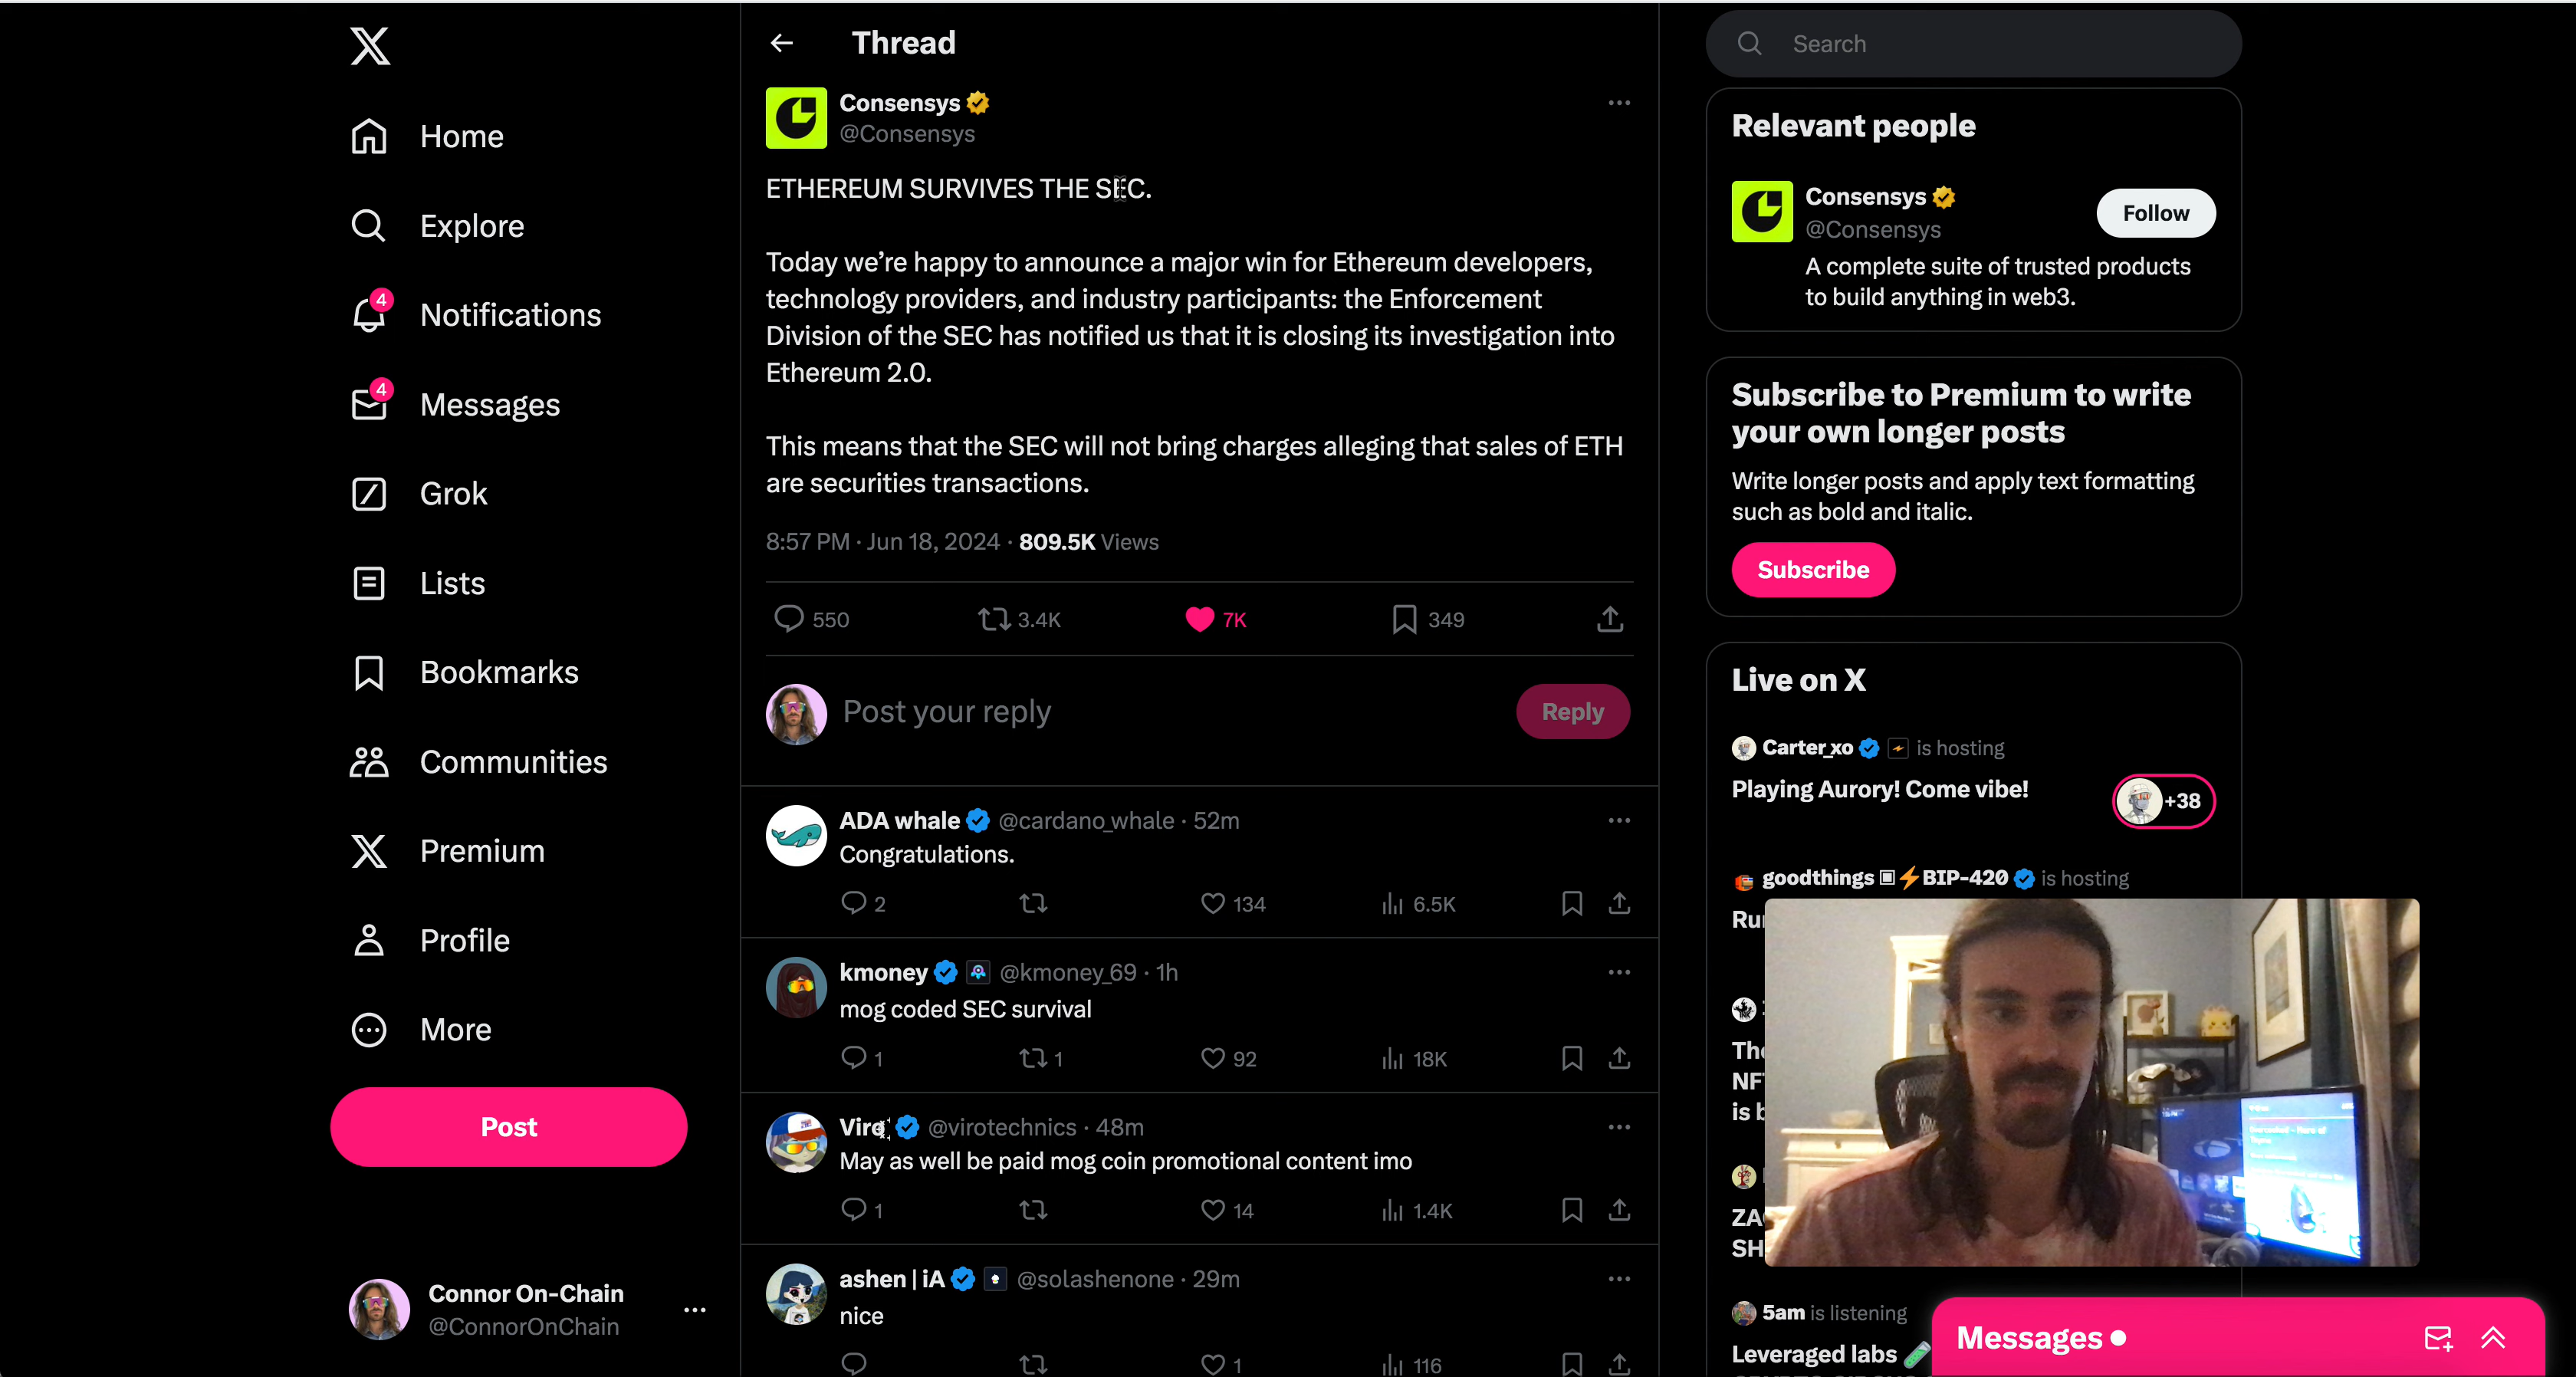 Home
Explore
4
Notifications
4
Messages
Grok
Lists
Bookmarks
Communities
Premium
Profile
More
Post
Connor On-Chain
@ConnorOnChain
Thread
Consensys
@Consensys
ETHEREUM SURVIVES THE SEC.
Today we’re happy to announce a major win for Ethereum developers,
technology providers, and industry participants: the Enforcement
Division of the SEC has notified us that it is closing its investigation into
Ethereum 2.0.
This means that the SEC will not bring charges alleging that sales of ETH
are securities transactions.
8:57 PM · Jun 18, 2024 · 809.5K Views
550 3.4K 7K 349
Post your reply
Reply
ADA whale @cardano_whale · 52m
Congratulations.
2 134 6.5K
kmoney @kmoney_69 · 1h
mog coded SEC survival
1 1 92 18K
Viro @virotechnics · 48m
May as well be paid mog coin promotional content imo
1 14 1.4K
ashen | iA @solashenone · 29m
nice
1 116
Search
Relevant people
Consensys
@Consensys
Follow
A complete suite of trusted products
to build anything in web3.
Subscribe to Premium to write
your own longer posts
Write longer posts and apply text formatting
such as bold and italic.
Subscribe
Live on X
Carter_xo is hosting
Playing Aurory! Come vibe!
+38
goodthings BIP-420 is hosting
5am is listening
Leveraged labs
Messages